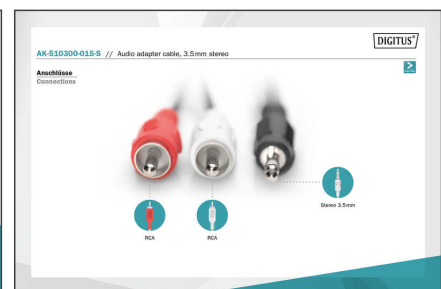 DIGITUS®
AK-510300-015-S // Audio adapter cable, 3.5mm stereo
Anschlüsse
Connections
Stereo 3.5mm
RCA
RCA